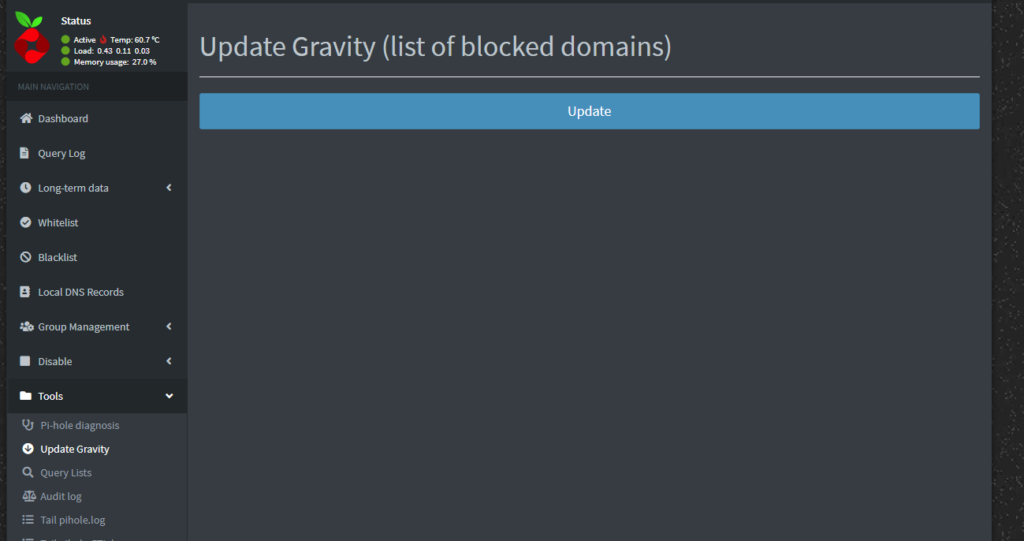 Status
Active Temp: 60.7 °C
Load: 0.43 0.11 0.03
Memory usage: 27.0 %
MAIN NAVIGATION
Dashboard
Query Log
Long-term data
Whitelist
Blacklist
Local DNS Records
Group Management
Disable
Tools
Pi-hole diagnosis
Update Gravity
Query Lists
Audit log
Tail pihole.log
Update Gravity (list of blocked domains)
Update